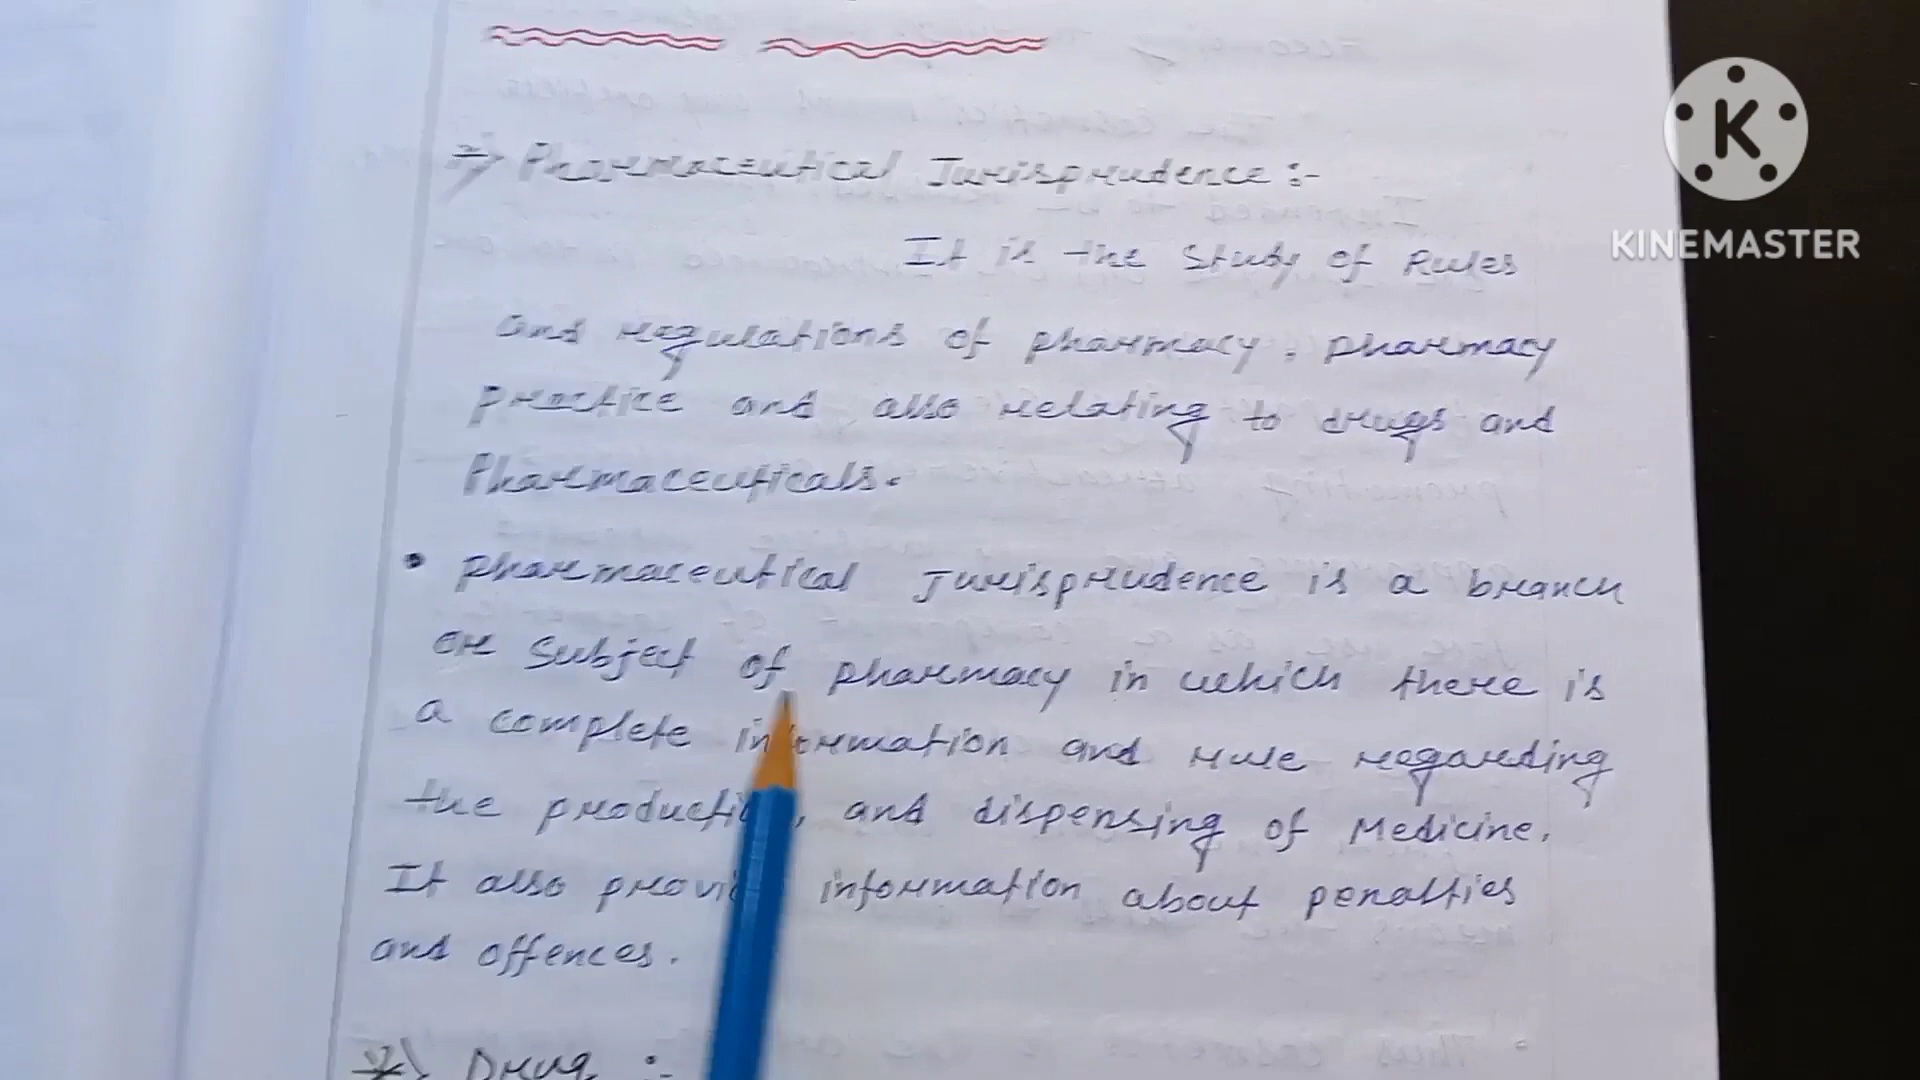 ⇒ Pharmaceutical Jurisprudence :-
It is the study of Rules
and regulations of pharmacy, pharmacy
practice and also relating to drugs and
Pharmaceuticals.
• pharmaceutical Jurisprudence is a branch
or subject of pharmacy in which there is
a complete information and rule regarding
the production, and dispensing of Medicine.
It also provi information about penalties
and offences.
Drug :-
K
KINEMASTER